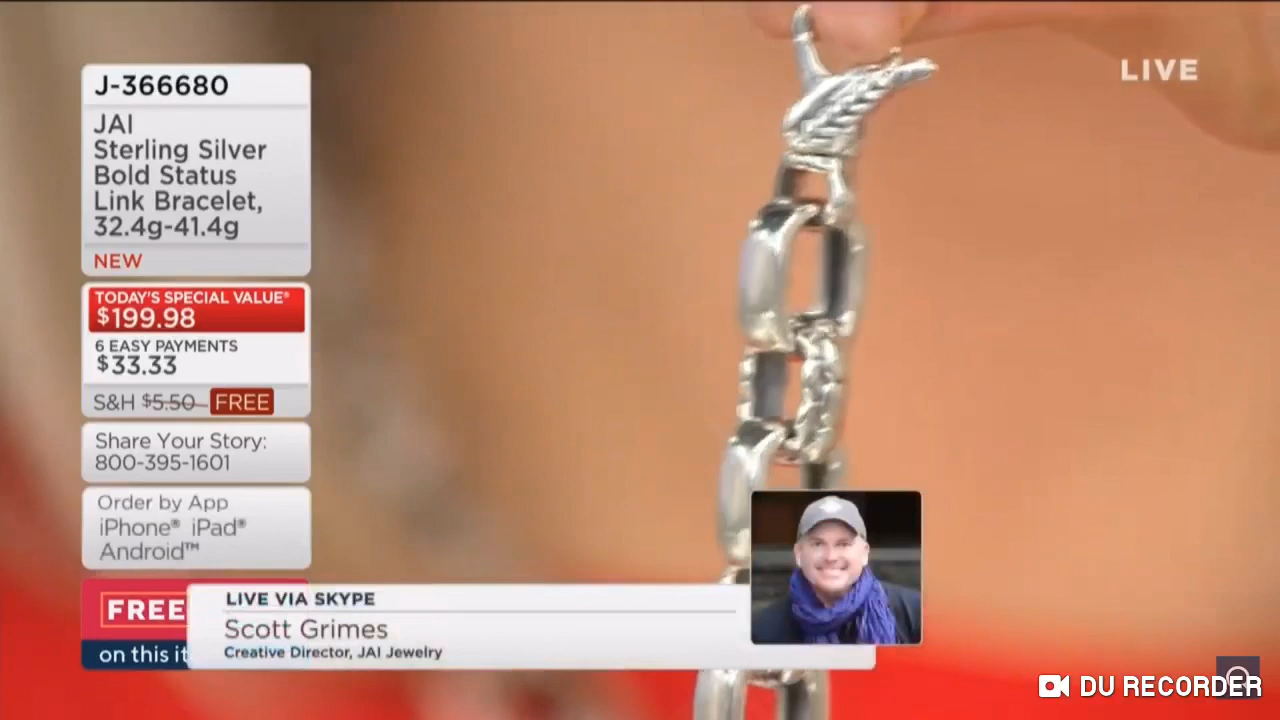 J-366680
JAI
Sterling Silver
Bold Status
Link Bracelet,
32.4g-41.4g
NEW
TODAY'S SPECIAL VALUE®
$199.98
6 EASY PAYMENTS
$33.33
S&H $5.50 FREE
Share Your Story:
800-395-1601
Order by App
iPhone® iPad®
Android™
FREE
on this it
LIVE VIA SKYPE
Scott Grimes
Creative Director, JAI Jewelry
LIVE
DU RECORDER